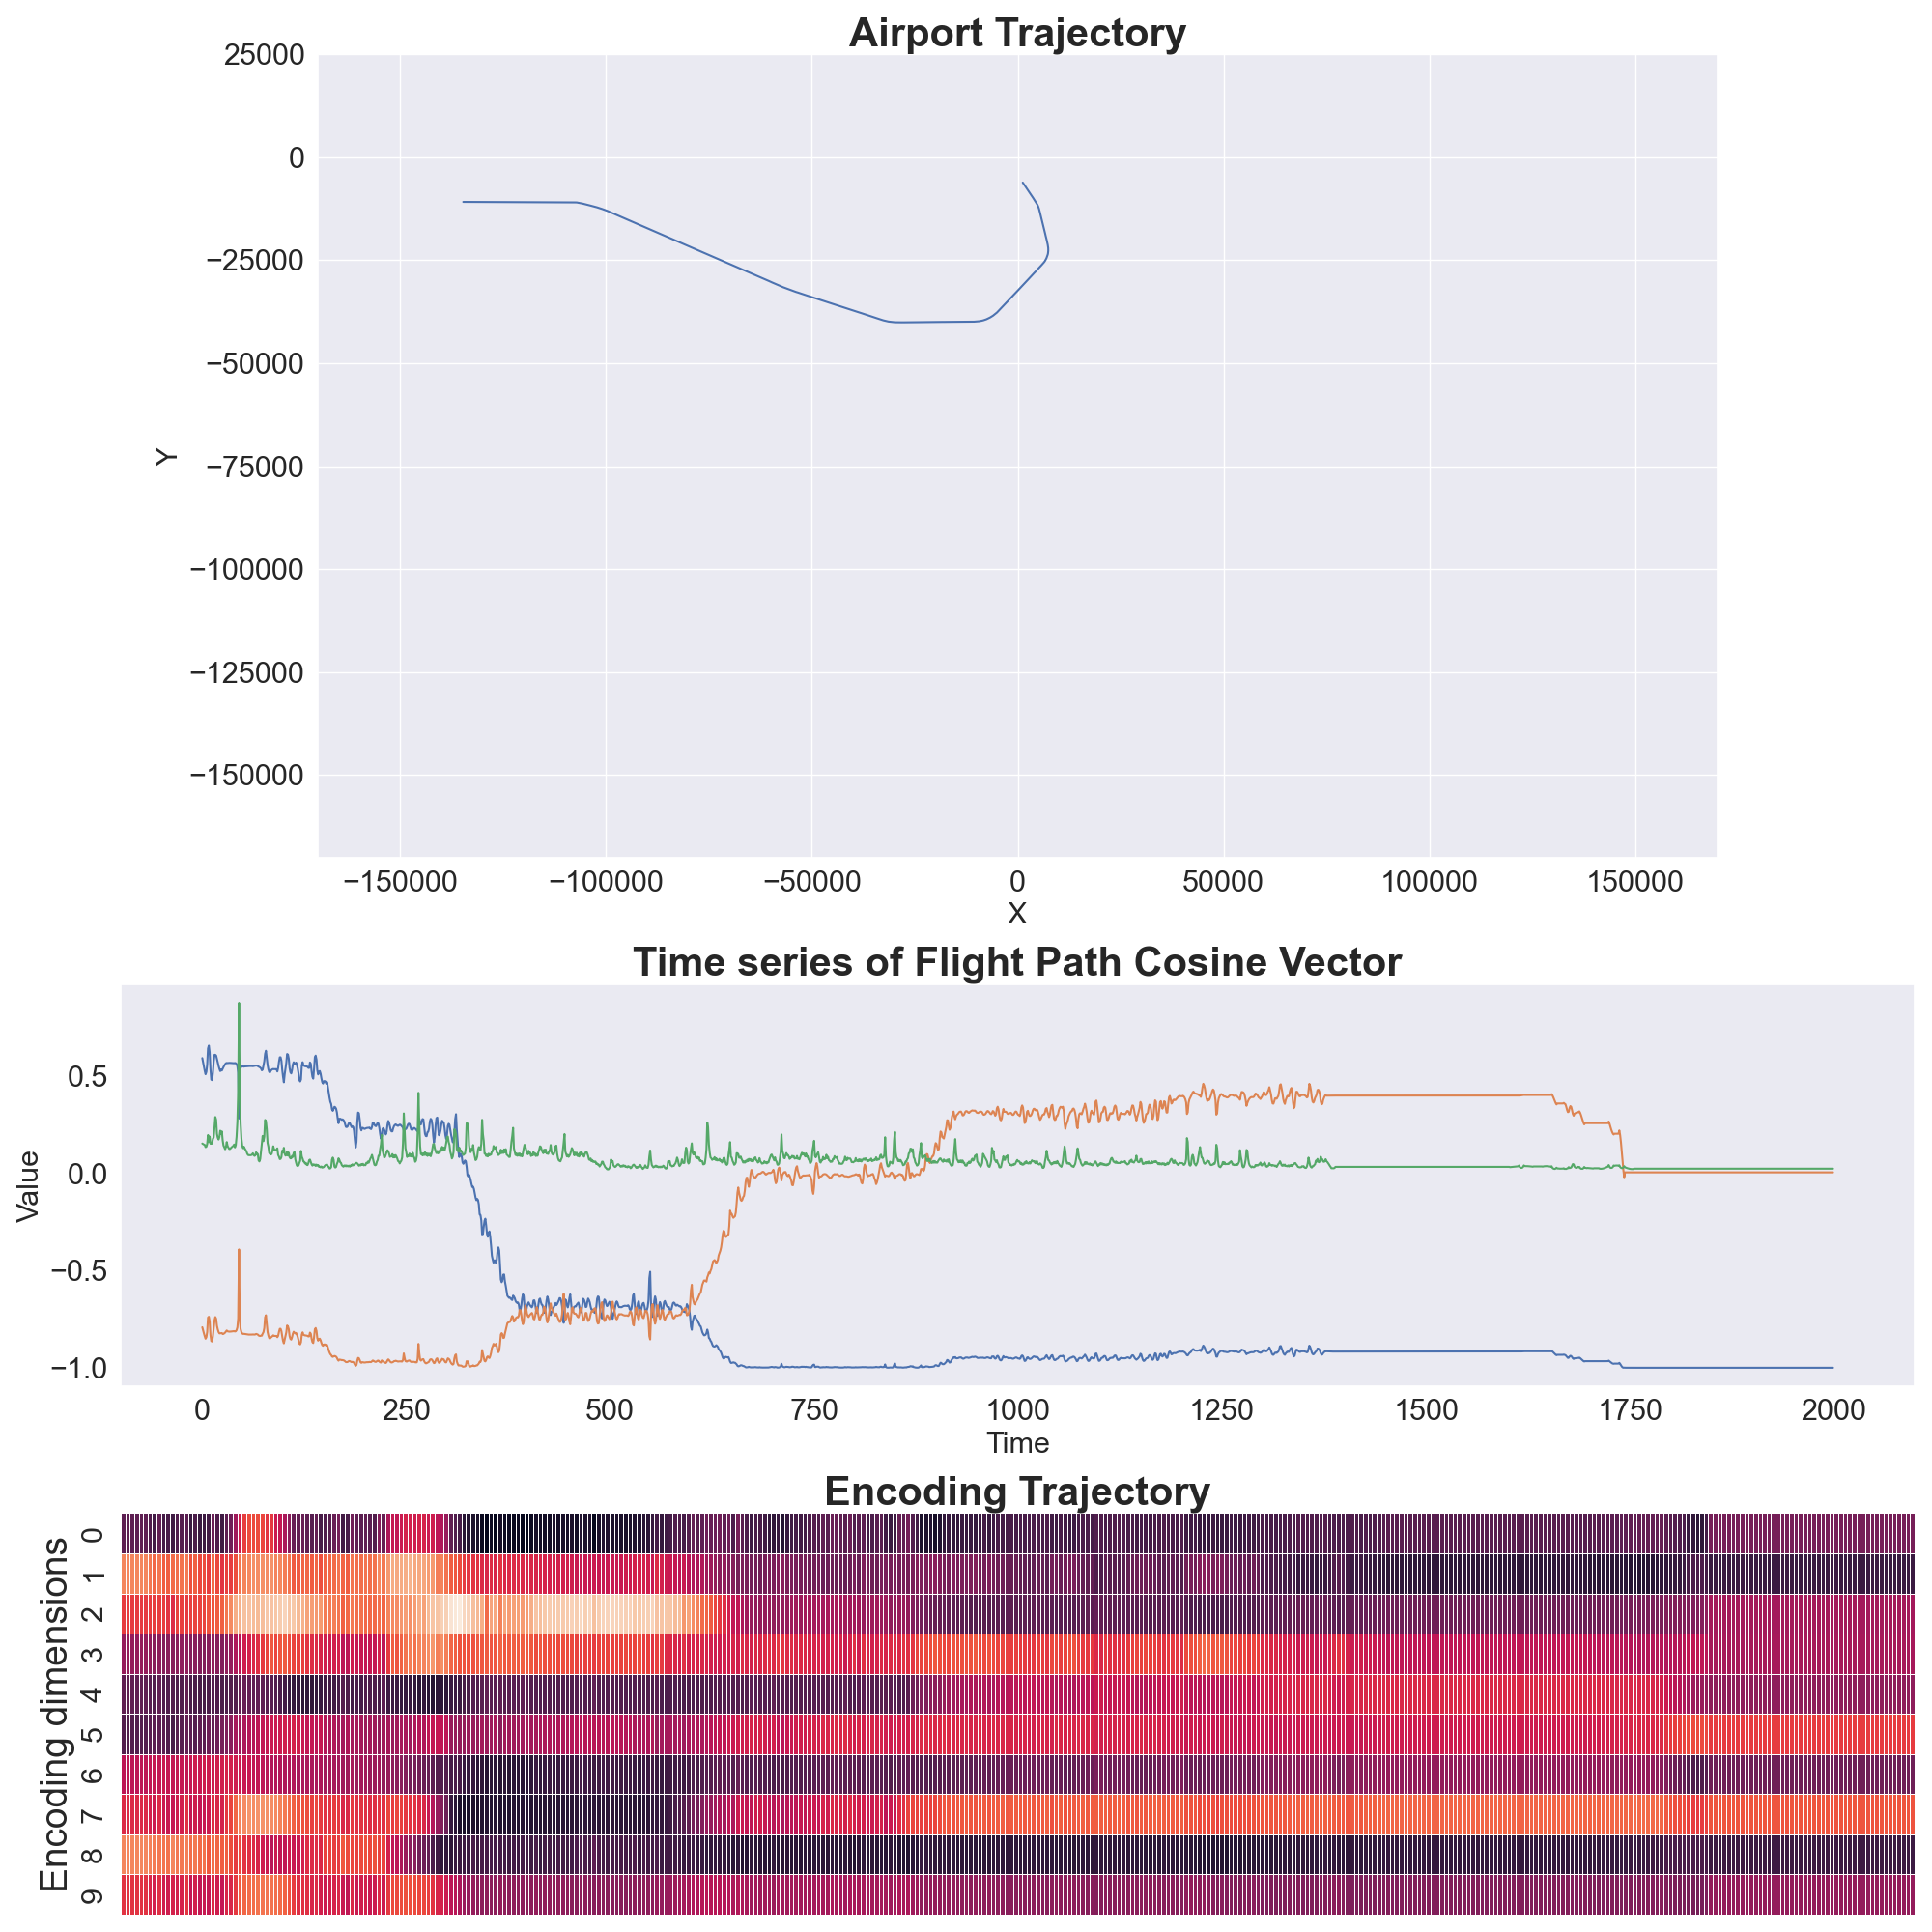 Airport Trajectory
25000
0
−25000
−50000
−75000
−100000
−125000
−150000
Y
−150000 −100000 −50000 0 50000 100000 150000
X
Time series of Flight Path Cosine Vector
0.5
0.0
−0.5
−1.0
Value
0 250 500 750 1000 1250 1500 1750 2000
Time
Encoding Trajectory
Encoding dimensions
0
1
2
3
4
5
6
7
8
9